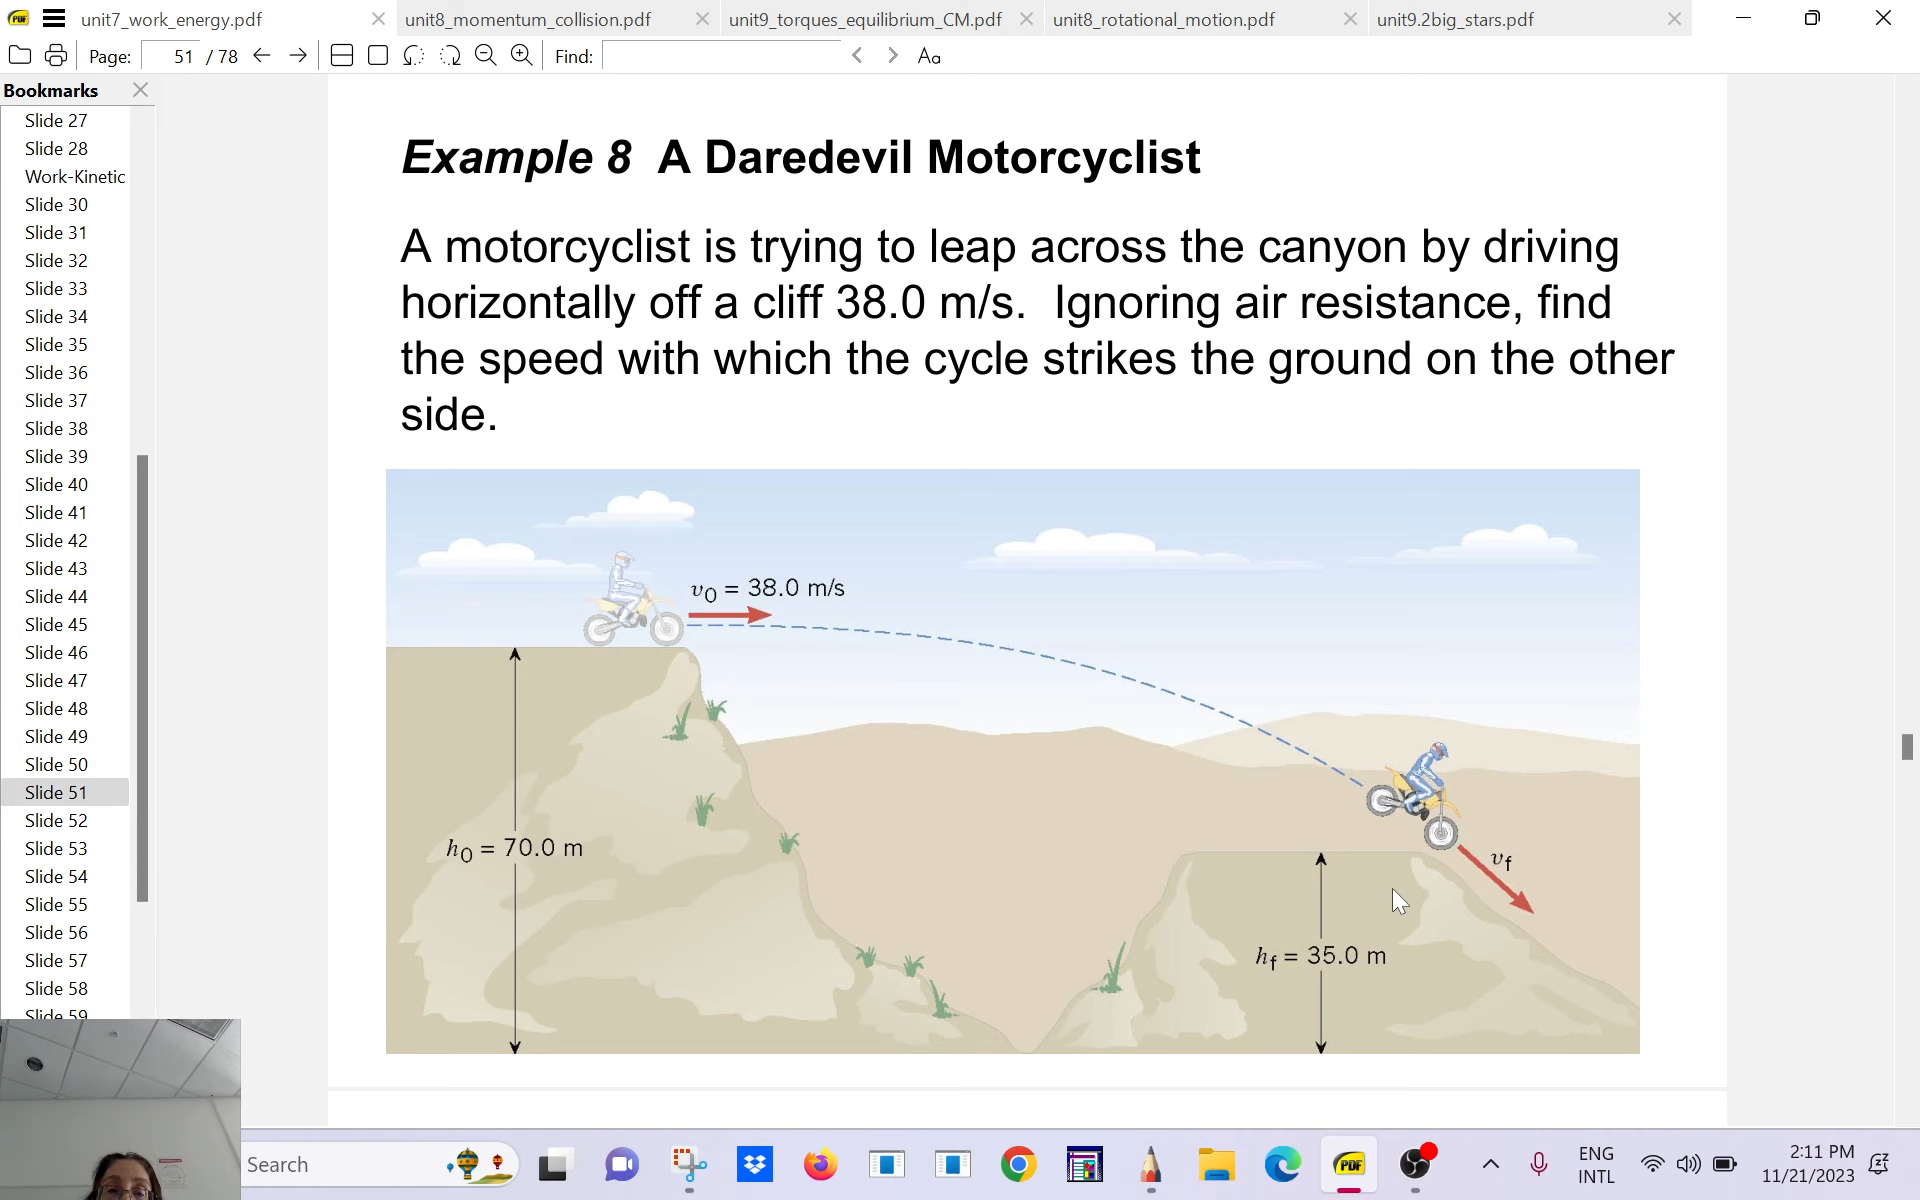 PDF unit7_work_energy.pdf unit8_momentum_collision.pdf unit9_torques_equilibrium_CM.pdf unit8_rotational_motion.pdf unit9.2big_stars.pdf
Page: 51 / 78 Find: Aa
Bookmarks
Slide 27
Slide 28
Work-Kinetic
Slide 30
Slide 31
Slide 32
Slide 33
Slide 34
Slide 35
Slide 36
Slide 37
Slide 38
Slide 39
Slide 40
Slide 41
Slide 42
Slide 43
Slide 44
Slide 45
Slide 46
Slide 47
Slide 48
Slide 49
Slide 50
Slide 51
Slide 52
Slide 53
Slide 54
Slide 55
Slide 56
Slide 57
Slide 58
Slide 59
Example 8 A Daredevil Motorcyclist
A motorcyclist is trying to leap across the canyon by driving
horizontally off a cliff 38.0 m/s. Ignoring air resistance, find
the speed with which the cycle strikes the ground on the other
side.
v0 = 38.0 m/s
h0 = 70.0 m
vf
hf = 35.0 m
Search
PDF
ENG
INTL
2:11 PM
11/21/2023